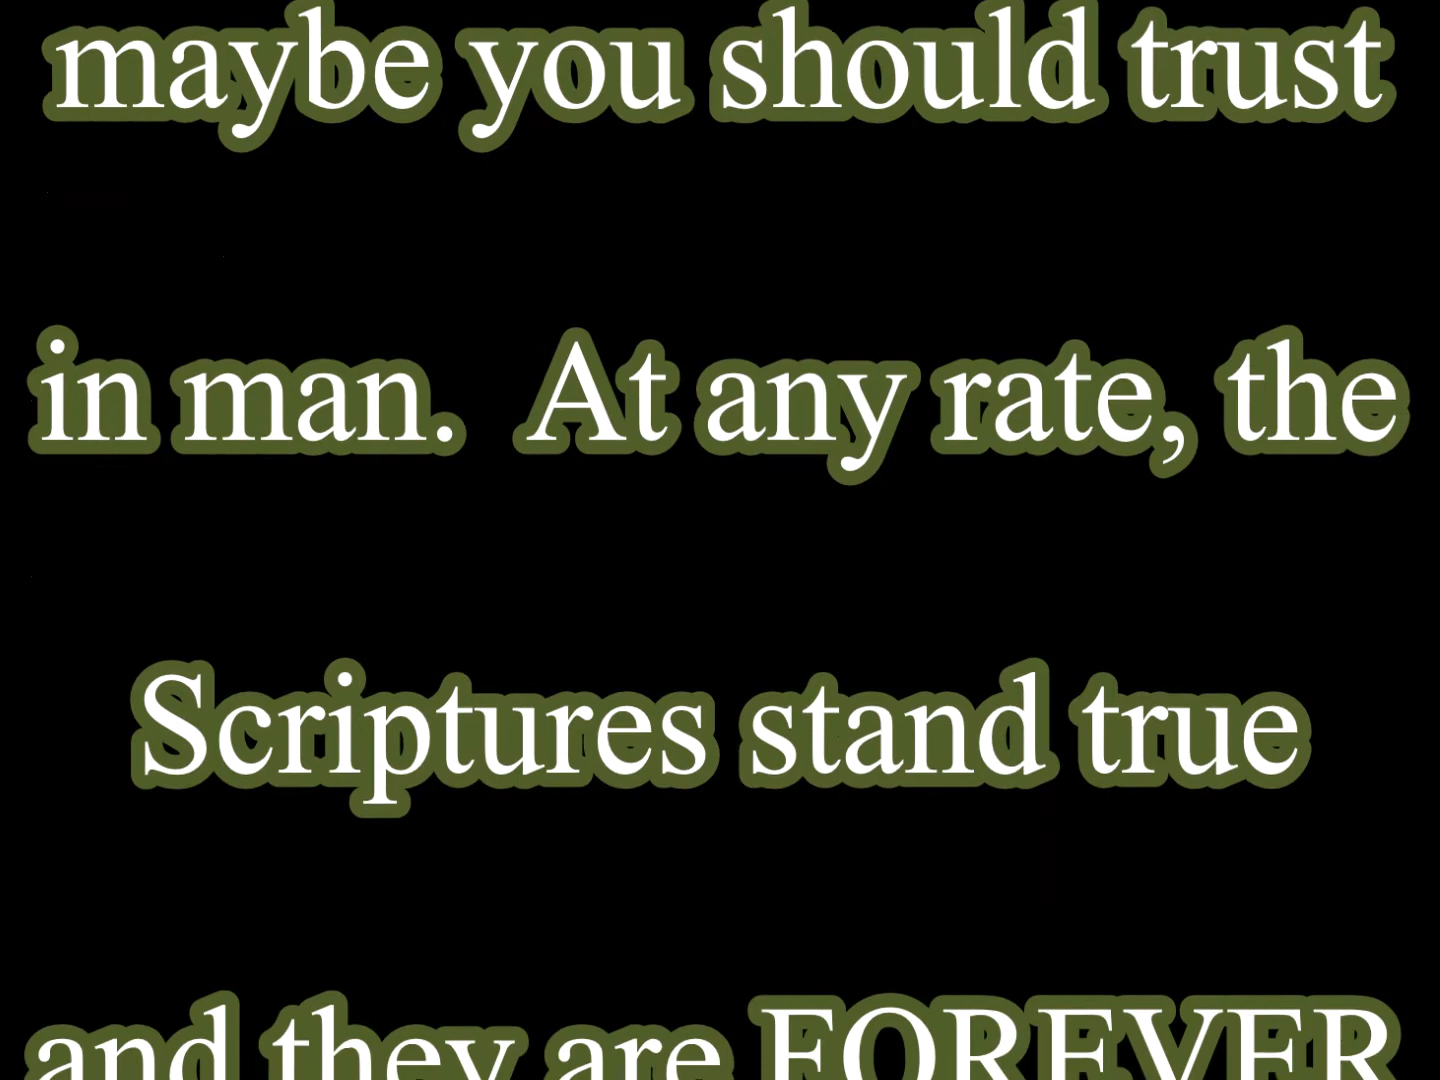 maybe you should trust
in man.  At any rate, the
Scriptures stand true
and they are FOREVER